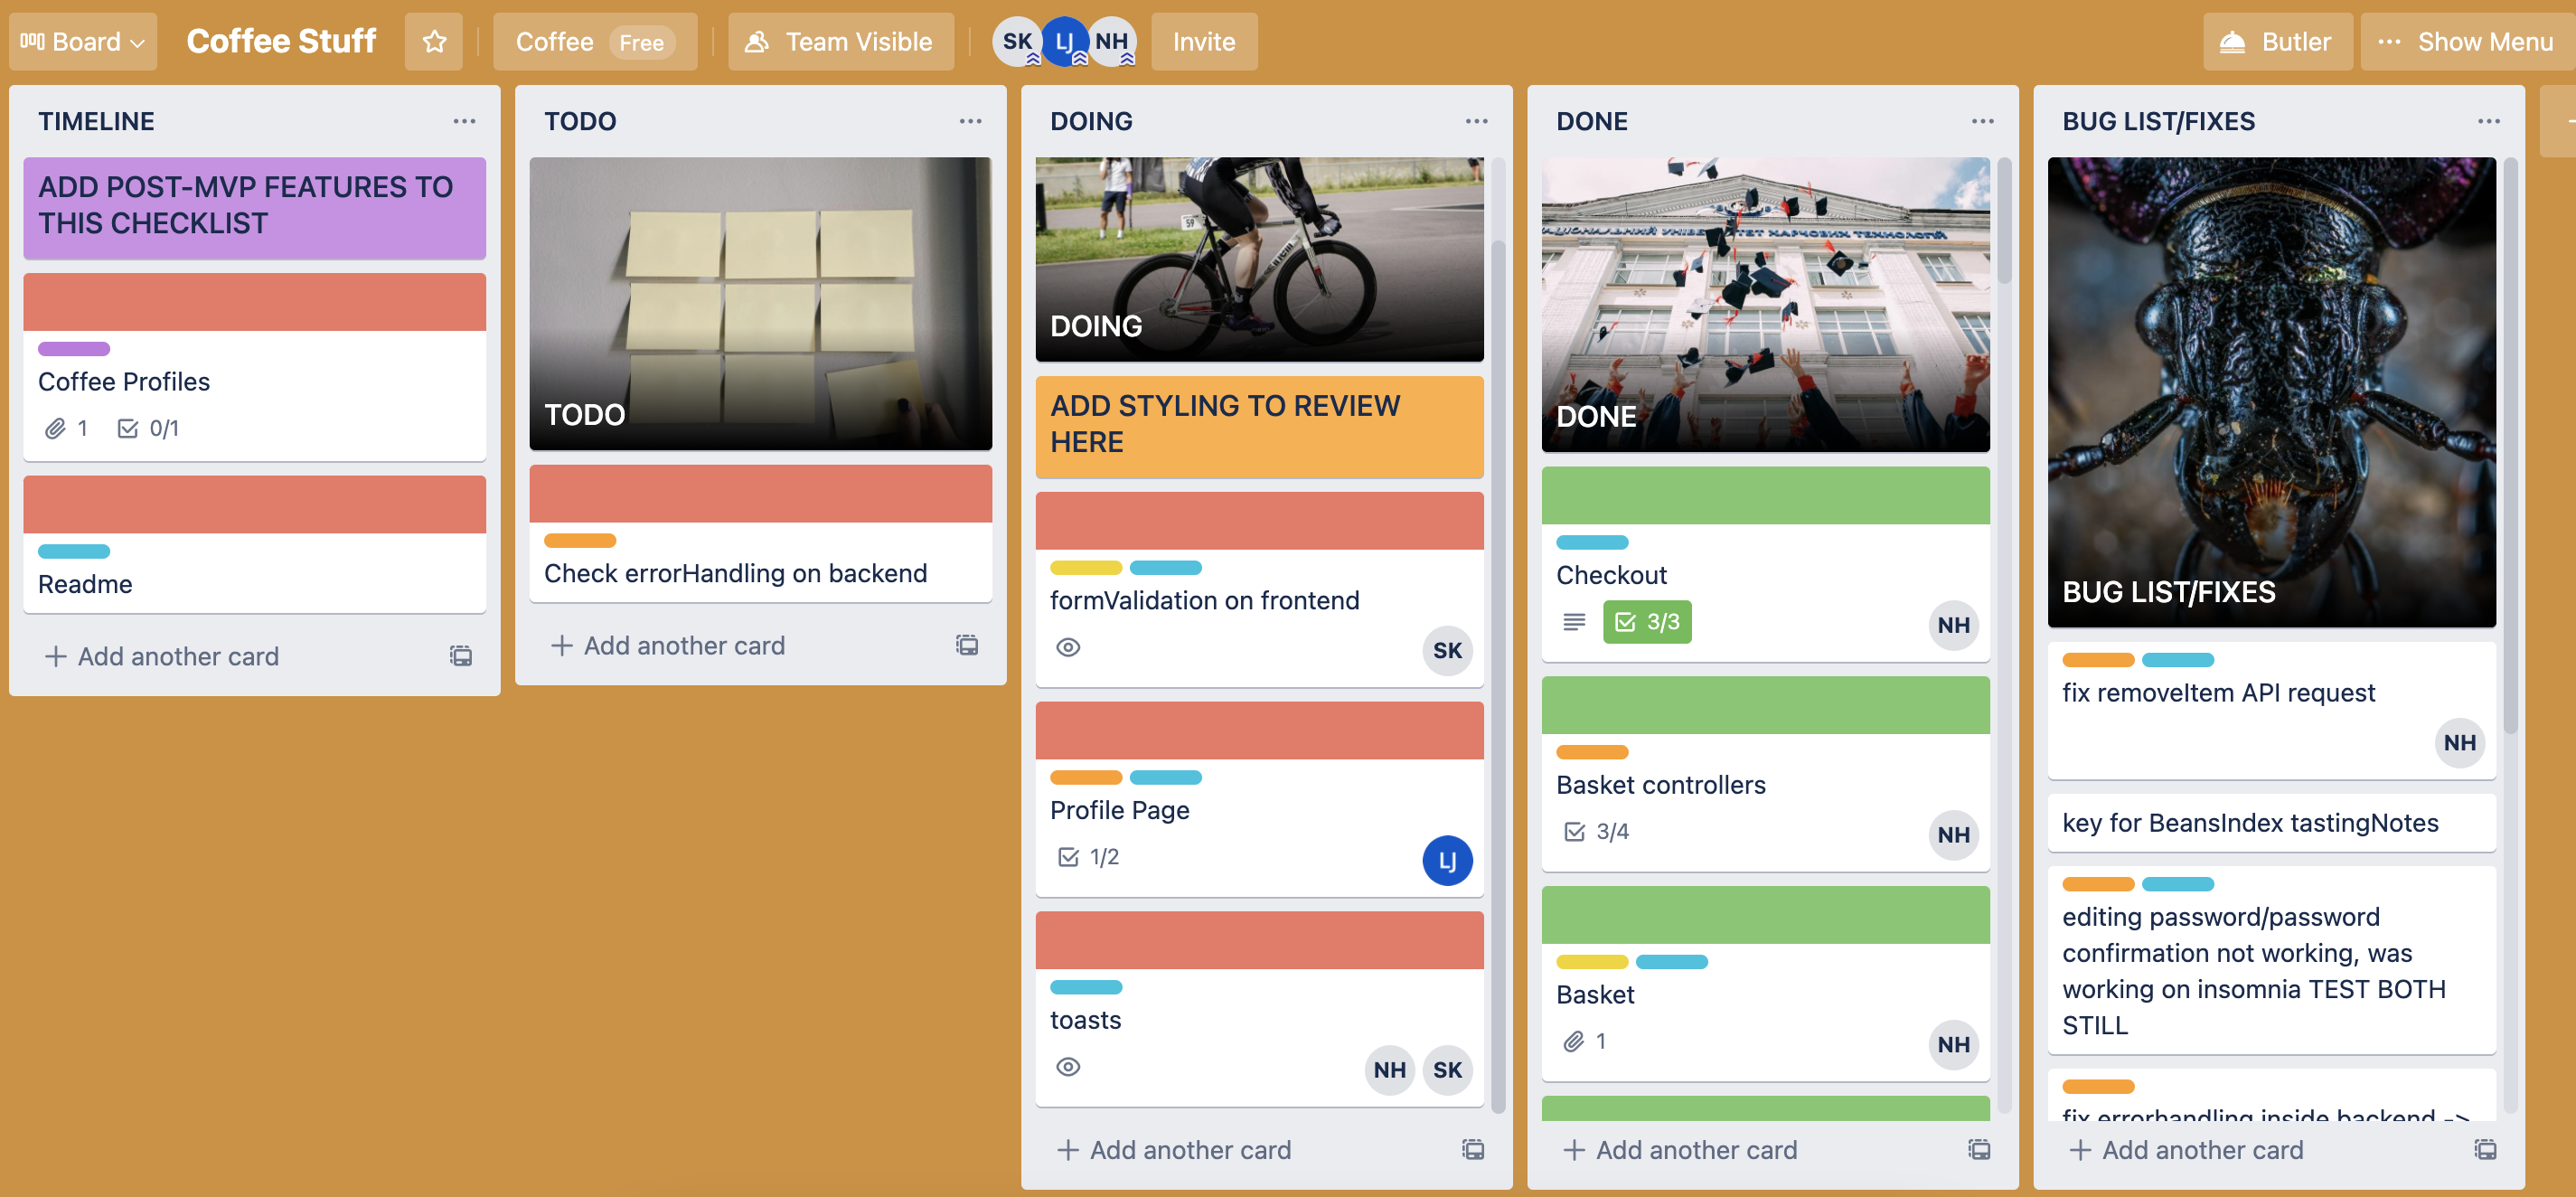 Board
Coffee Stuff
Coffee Free
Team Visible
SK LJ NH
Invite
Butler
Show Menu
TIMELINE
ADD POST-MVP FEATURES TO
THIS CHECKLIST
Coffee Profiles
1 0/1
Readme
+ Add another card
TODO
TODO
Check errorHandling on backend
+ Add another card
DOING
59
DOING
ADD STYLING TO REVIEW
HERE
formValidation on frontend
SK
Profile Page
1/2
LJ
toasts
NH SK
+ Add another card
DONE
УНІВЕРСИТЕТ ХАРЧОВИХ ТЕХНОЛОГІЙ
DONE
Checkout
3/3
NH
Basket controllers
3/4
NH
Basket
1
NH
+ Add another card
BUG LIST/FIXES
BUG LIST/FIXES
fix removeItem API request
NH
key for BeansIndex tastingNotes
editing password/password
confirmation not working, was
working on insomnia TEST BOTH
STILL
fix errorhandling inside backend ->
+ Add another card